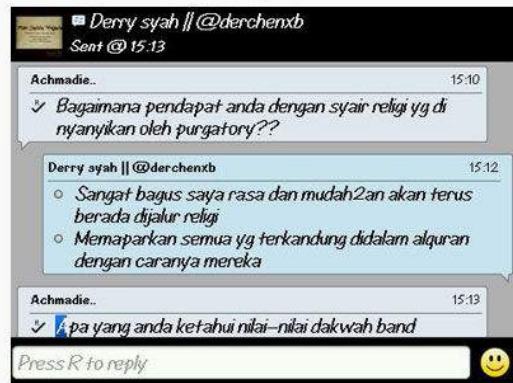 Derry syah || @derchenxb
Sent @ 15:13
Achmadie.. 15:10
Bagaimana pendapat anda dengan syair religi yg di
nyanyikan oleh purgatory??
Derry syah || @derchenxb 15:12
Sangat bagus saya rasa dan mudah2an akan terus
berada dijalur religi
Memaparkan semua yg terkandung didalam alquran
dengan caranya mereka
Achmadie.. 15:13
Apa yang anda ketahui nilai-nilai dakwah band
Press R to reply